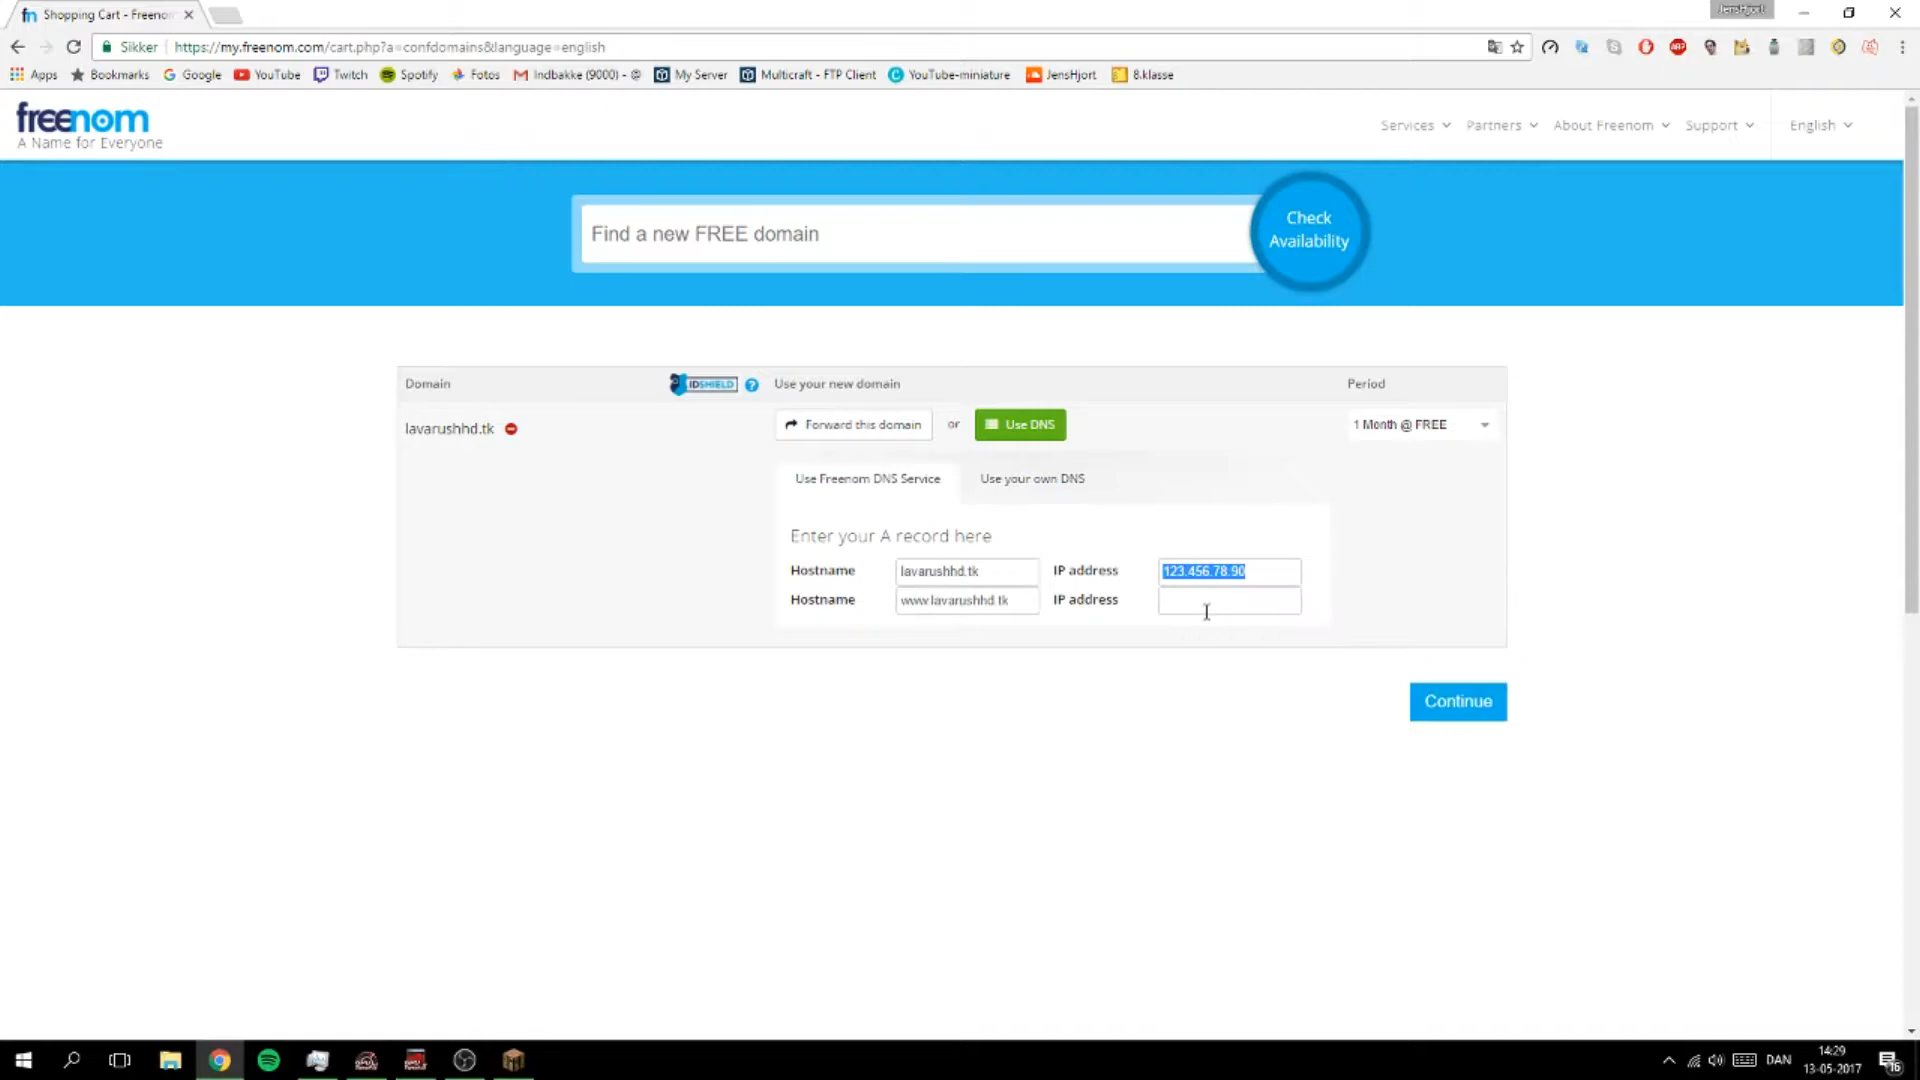 Shopping Cart - Freenom
JensHjort
Sikker
https://my.freenom.com/cart.php?a=confdomains&language=english
Apps Bookmarks Google YouTube Twitch Spotify Fotos Indbakke (9000) - @ My Server Multicraft - FTP Client YouTube-miniature JensHjort 8.klasse
freenom
A Name for Everyone
Services Partners About Freenom Support English
Find a new FREE domain
Check
Availability
Domain IDSHIELD ? Use your new domain Period
lavarushhd.tk Forward this domain or Use DNS 1 Month @ FREE
Use Freenom DNS Service Use your own DNS
Enter your A record here
Hostname lavarushhd.tk IP address 123.456.78.90
Hostname www.lavarushhd.tk IP address
Continue
DAN
14:29
13-05-2017
16